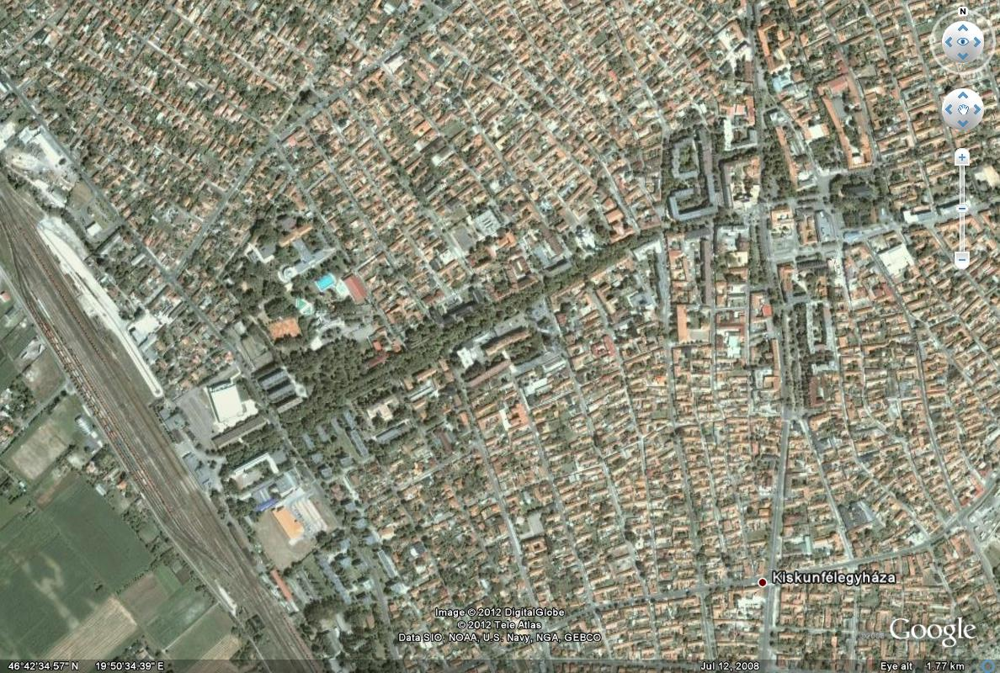 N
Kiskunfélegyháza
Image © 2012 DigitalGlobe
© 2012 Tele Atlas
Data SIO, NOAA, U.S. Navy, NGA, GEBCO
©2009
Google
46°42'34.57" N 19°50'34.39" E
Jul 12, 2008
Eye alt 1.77 km